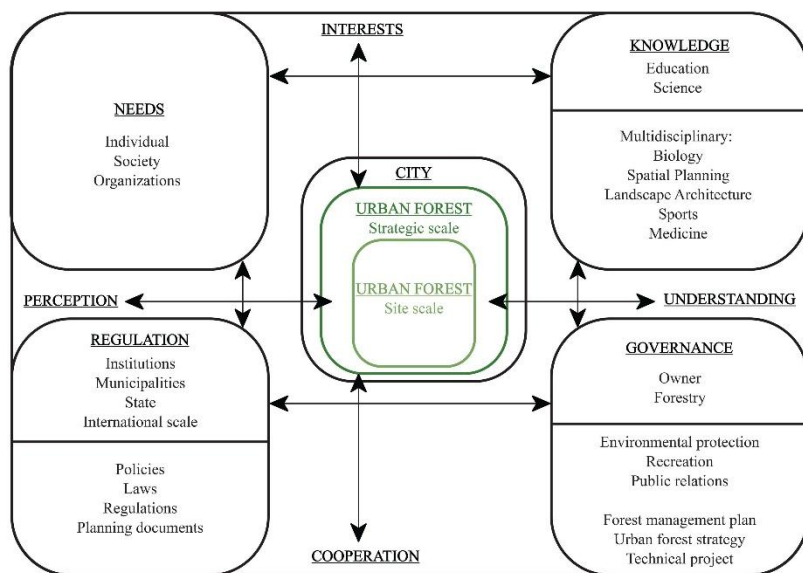 INTERESTS
NEEDS
Individual
Society
Organizations
KNOWLEDGE
Education
Science
Multidisciplinary:
Biology
Spatial Planning
Landscape Architecture
Sports
Medicine
CITY
URBAN FOREST
Strategic scale
URBAN FOREST
Site scale
PERCEPTION
UNDERSTANDING
REGULATION
Institutions
Municipalities
State
International scale
Policies
Laws
Regulations
Planning documents
GOVERNANCE
Owner
Forestry
Environmental protection
Recreation
Public relations
Forest management plan
Urban forest strategy
Technical project
COOPERATION